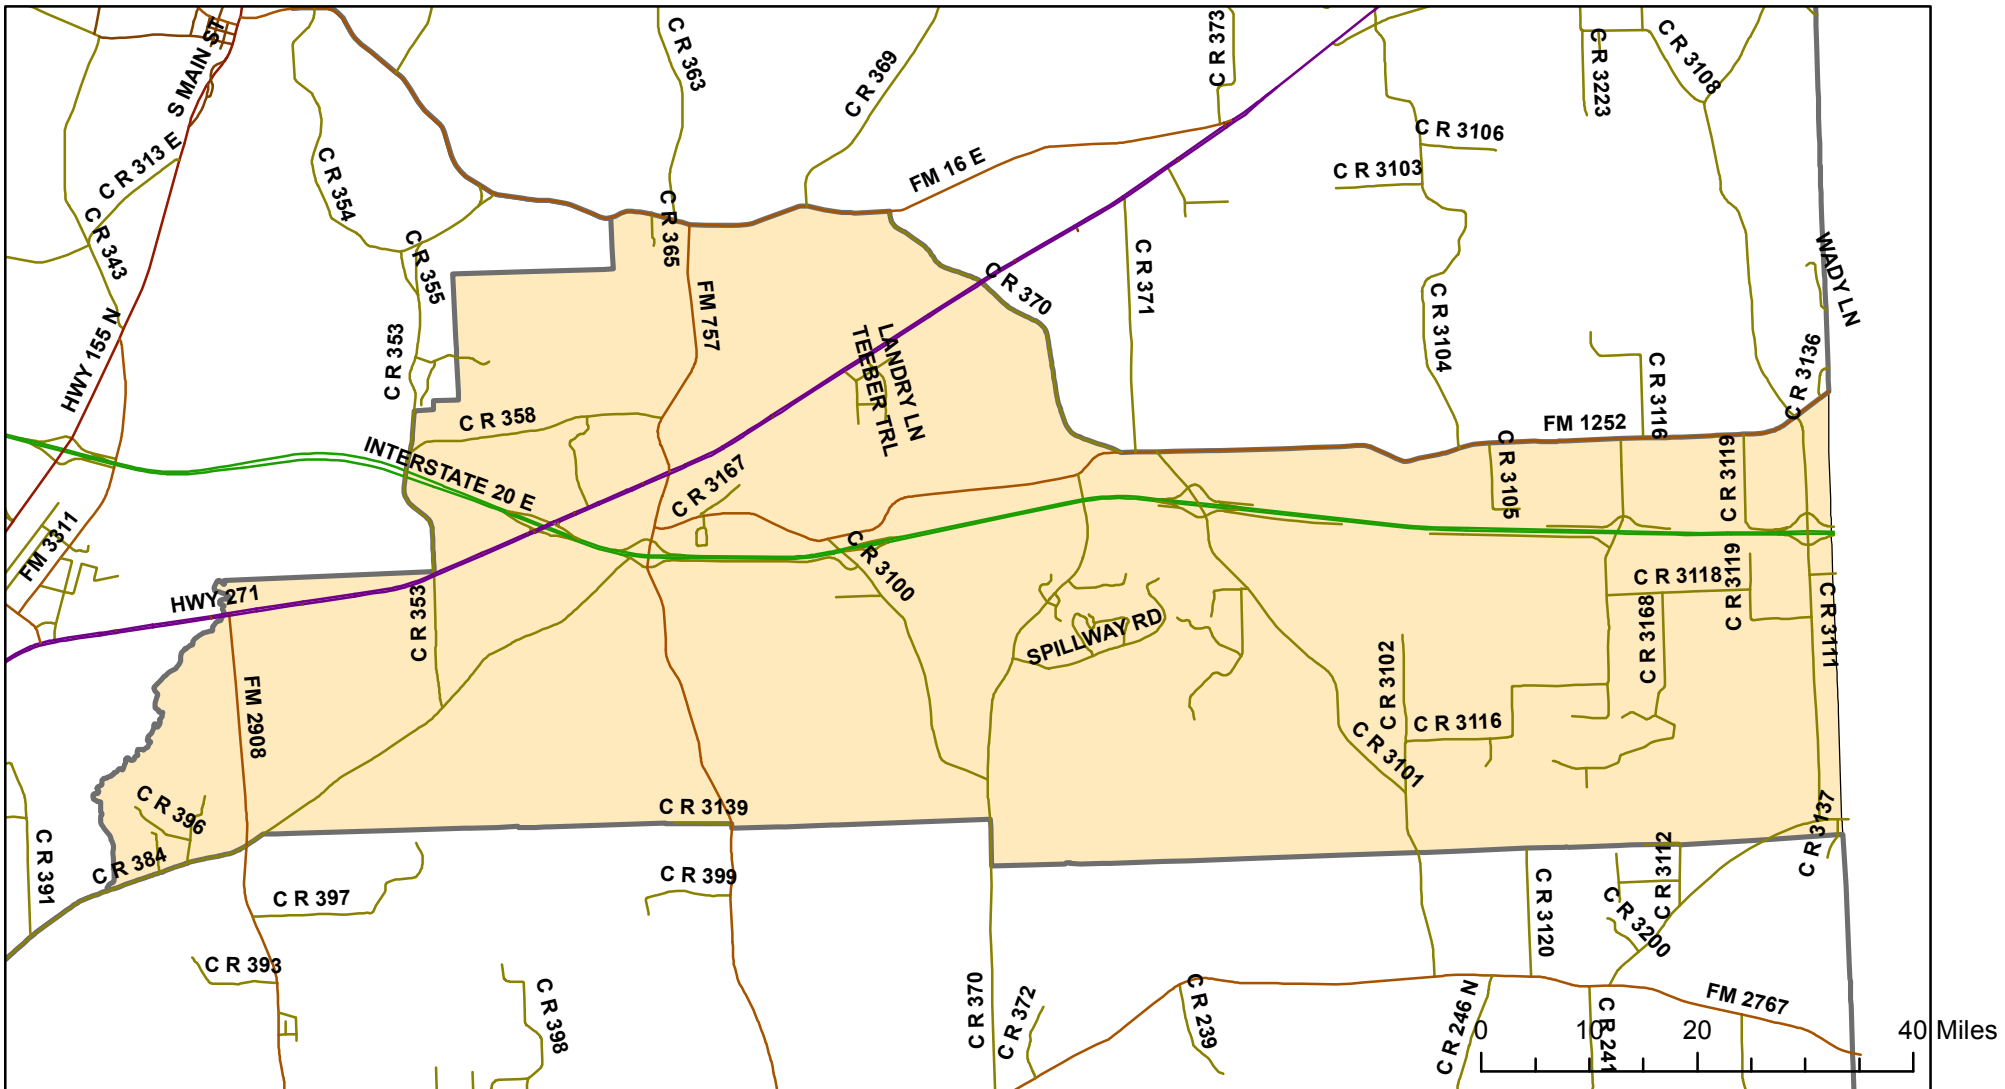 S MAIN ST
C R 363
C R 369
C R 373
C R 3223
C R 3108
C R 313 E
C R 354
FM 16 E
C R 3106
C R 3103
C R 343
C R 355
C R 365
FM 757
C R 370
C R 371
C R 3104
WADY LN
HWY 155 N
C R 353
LANDRY LN
TEEBER TRL
C R 3116
C R 3136
C R 358
FM 1252
INTERSTATE 20 E
C R 3167
C R 3105
C R 3119
FM 3311
C R 3100
HWY 271
C R 353
C R 3118
C R 3119
C R 3168
C R 3111
SPILLWAY RD
FM 2908
C R 3102
C R 3116
C R 3101
C R 396
C R 3139
C R 3137
C R 391
C R 384
C R 397
C R 399
C R 3120
C R 3112
C R 3200
C R 393
C R 398
C R 370
C R 372
C R 239
C R 246 N
C R 241
FM 2767
0 10 20 40 Miles